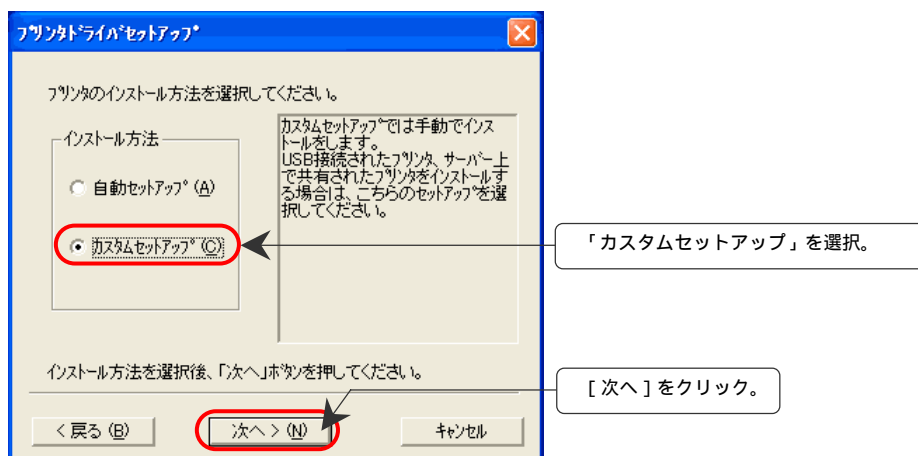 プリンタドライバセットアップ
プリンタのインストール方法を選択してください。
インストール方法
自動セットアップ(A)
カスタムセットアップ(C)
カスタムセットアップでは手動でインス
トールをします。
USB接続されたプリンタ、サーバー上
で共有されたプリンタをインストールす
る場合は、こちらのセットアップを選
択してください。
「カスタムセットアップ」を選択。
インストール方法を選択後、「次へ」ボタンを押してください。
[次へ]をクリック。
< 戻る (B)
次へ > (N)
キャンセル